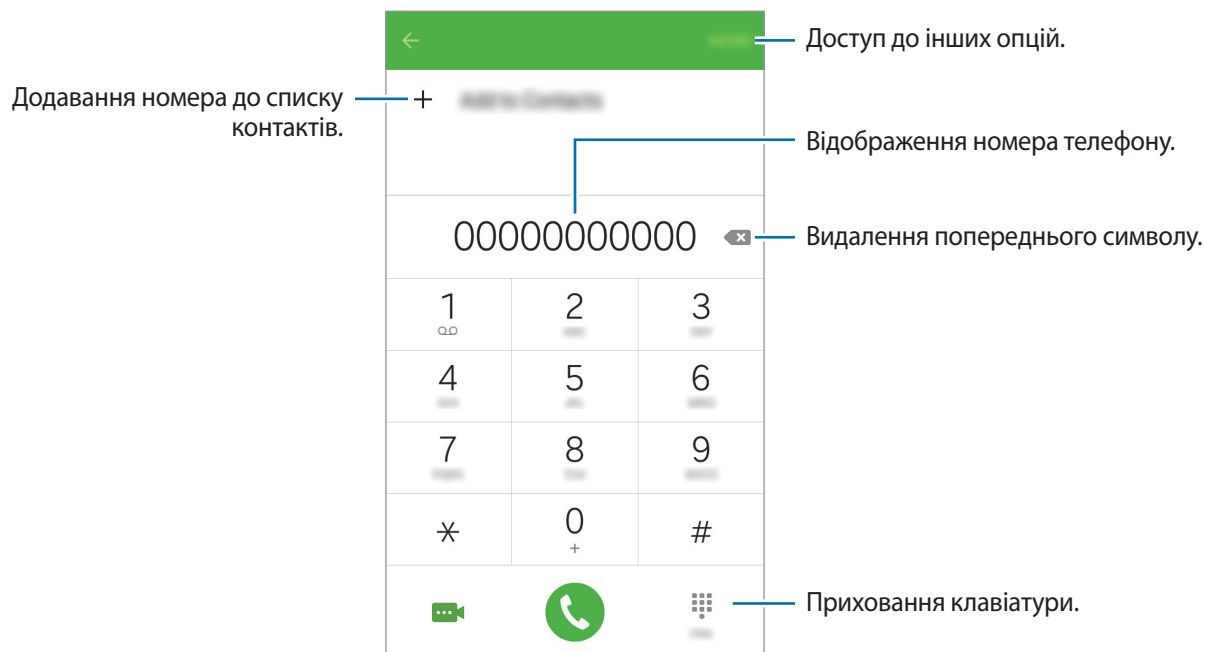 Доступ до інших опцій.
Додавання номера до списку
контактів.
Відображення номера телефону.
00000000000
Видалення попереднього символу.
1 2 3
4 5 6
7 8 9
* 0 #
+
Приховання клавіатури.